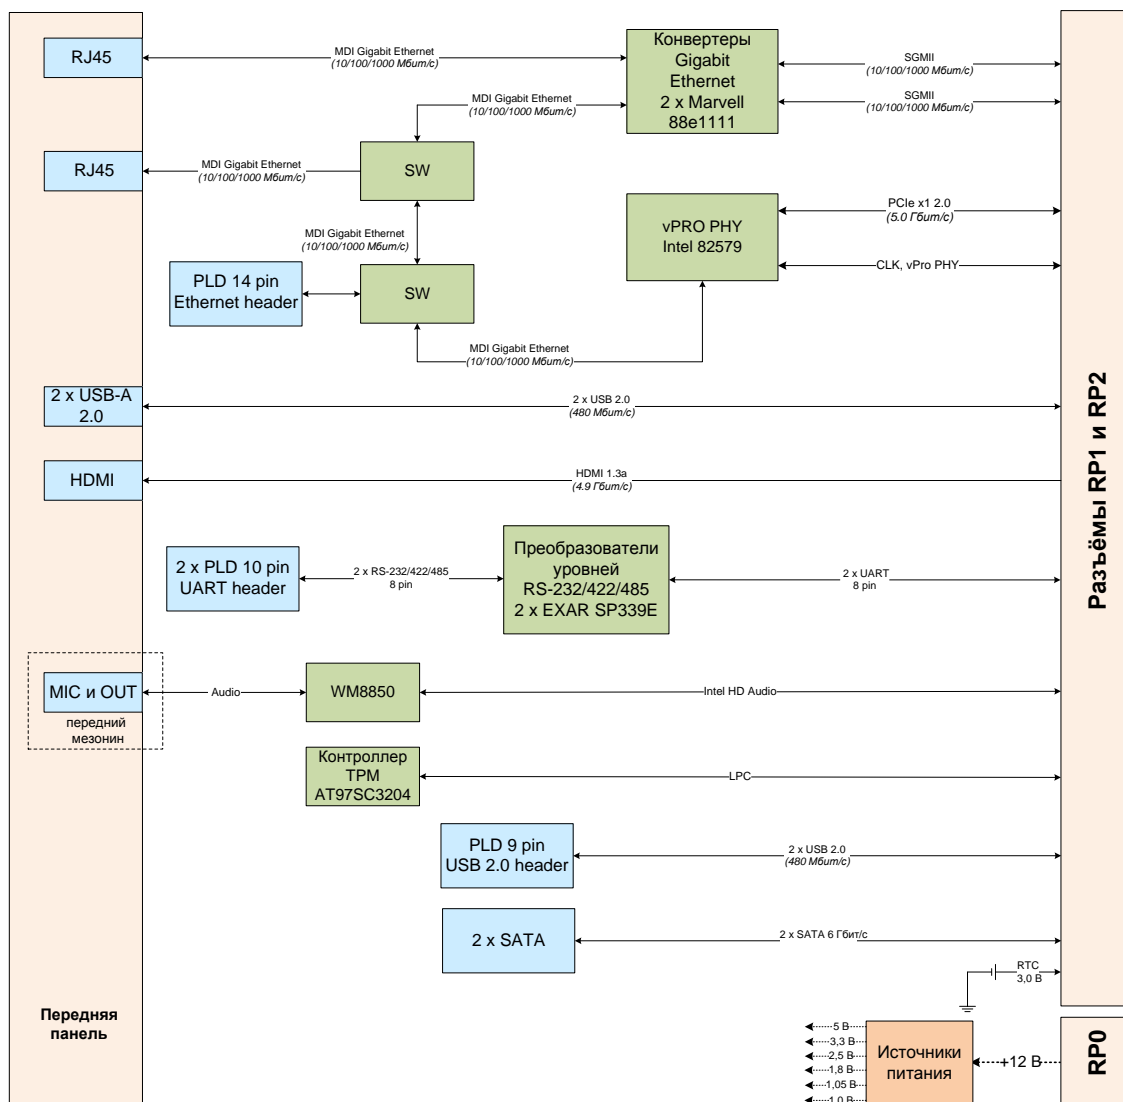 RJ45
MDI Gigabit Ethernet
(10/100/1000 Мбит/с)
Конвертеры
Gigabit
Ethernet
2 x Marvell
88e1111
SGMII
(10/100/1000 Мбит/с)
SGMII
(10/100/1000 Мбит/с)
MDI Gigabit Ethernet
(10/100/1000 Мбит/с)
RJ45
MDI Gigabit Ethernet
(10/100/1000 Мбит/с)
SW
MDI Gigabit Ethernet
(10/100/1000 Мбит/с)
vPRO PHY
Intel 82579
PCIe x1 2.0
(5.0 Гбит/с)
CLK, vPro PHY
PLD 14 pin
Ethernet header
SW
MDI Gigabit Ethernet
(10/100/1000 Мбит/с)
2 x USB-A
2.0
2 x USB 2.0
(480 Мбит/с)
HDMI
HDMI 1.3a
(4.9 Гбит/с)
Разъёмы RP1 и RP2
2 x PLD 10 pin
UART header
2 x RS-232/422/485
8 pin
Преобразователи
уровней
RS-232/422/485
2 x EXAR SP339E
2 x UART
8 pin
MIC и OUT
передний
мезонин
Audio
WM8850
Intel HD Audio
Контроллер
TPM
AT97SC3204
LPC
PLD 9 pin
USB 2.0 header
2 x USB 2.0
(480 Мбит/с)
2 x SATA
2 x SATA 6 Гбит/с
RTC
3,0 В
Передняя
панель
5 В
3,3 В
2,5 В
1,8 В
1,05 В
1,0 В
Источники
питания
+12 В
RP0